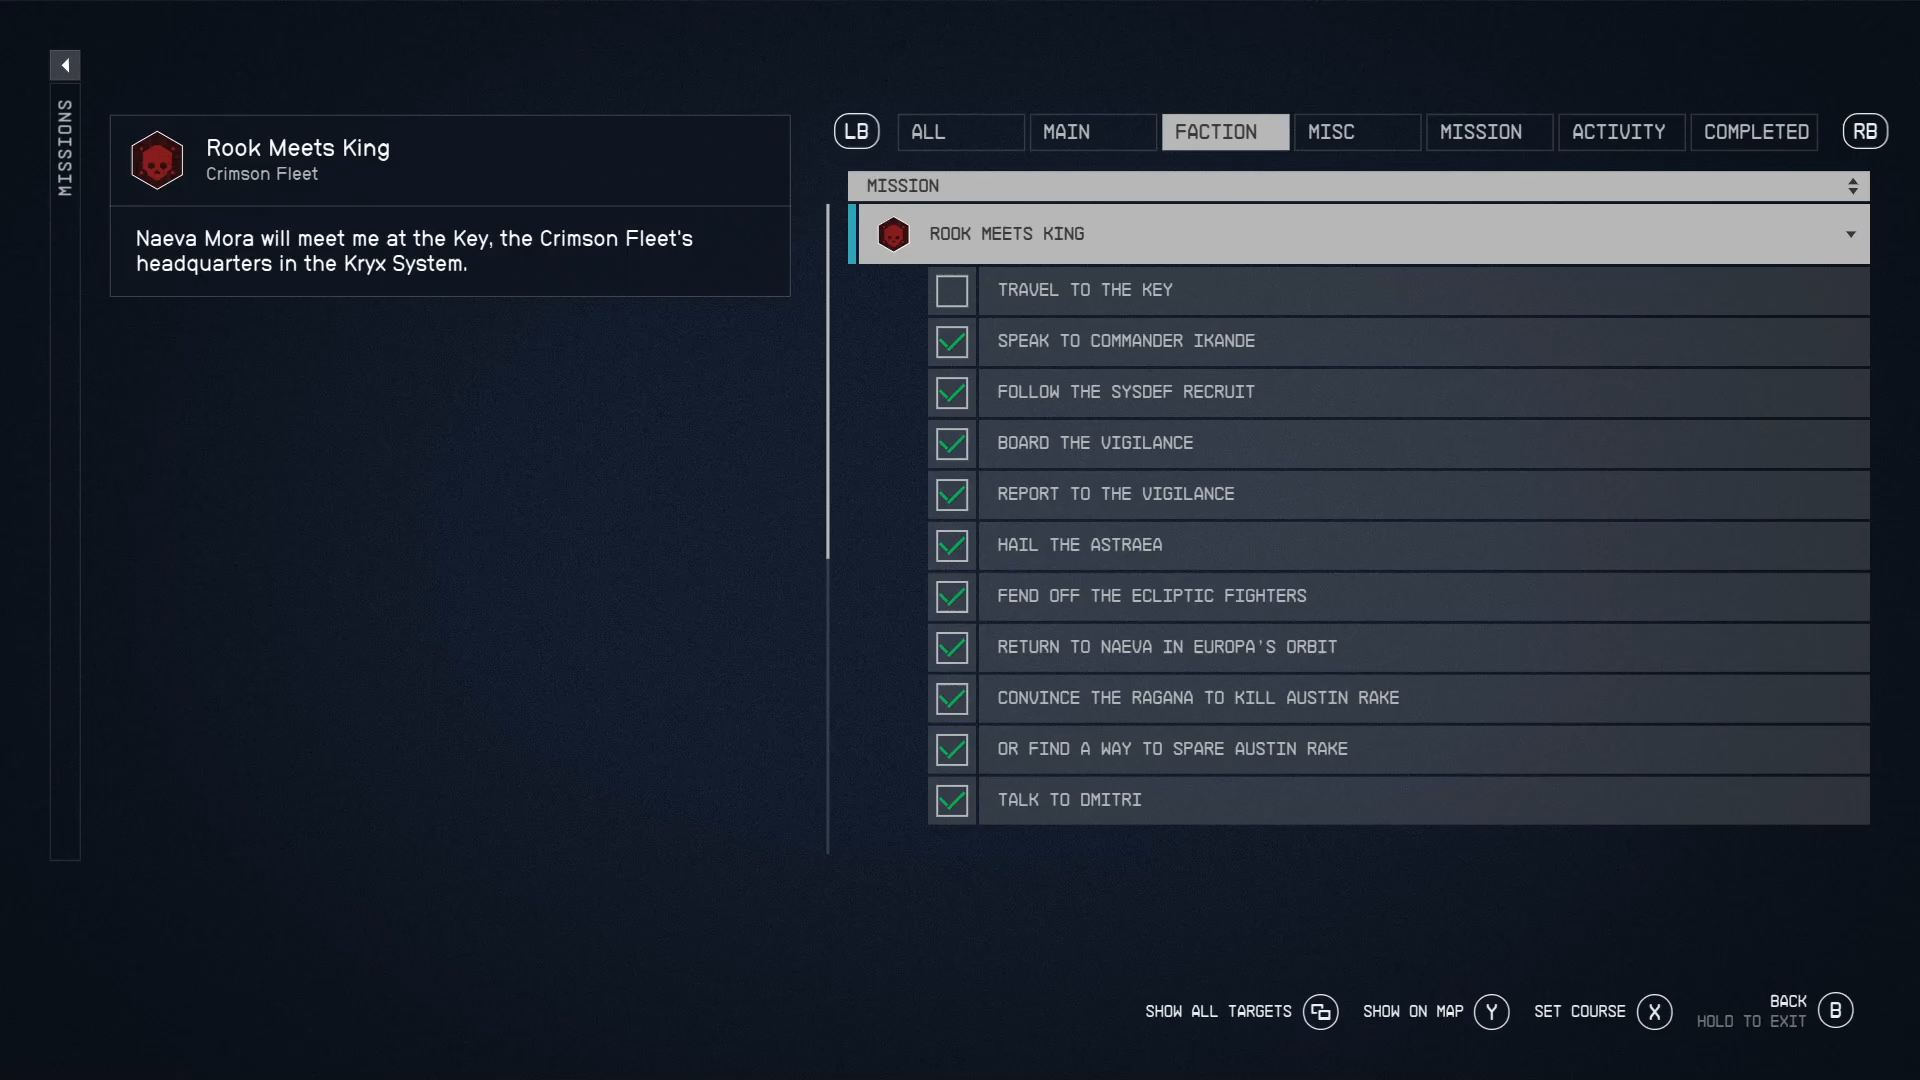 MISSIONS
Rook Meets King
Crimson Fleet
Naeva Mora will meet me at the Key, the Crimson Fleet's
headquarters in the Kryx System.
LB ALL MAIN FACTION MISC MISSION ACTIVITY COMPLETED RB
MISSION
ROOK MEETS KING
TRAVEL TO THE KEY
SPEAK TO COMMANDER IKANDE
FOLLOW THE SYSDEF RECRUIT
BOARD THE VIGILANCE
REPORT TO THE VIGILANCE
HAIL THE ASTRAEA
FEND OFF THE ECLIPTIC FIGHTERS
RETURN TO NAEVA IN EUROPA'S ORBIT
CONVINCE THE RAGANA TO KILL AUSTIN RAKE
OR FIND A WAY TO SPARE AUSTIN RAKE
TALK TO DMITRI
SHOW ALL TARGETS SHOW ON MAP Y SET COURSE X BACK B
HOLD TO EXIT